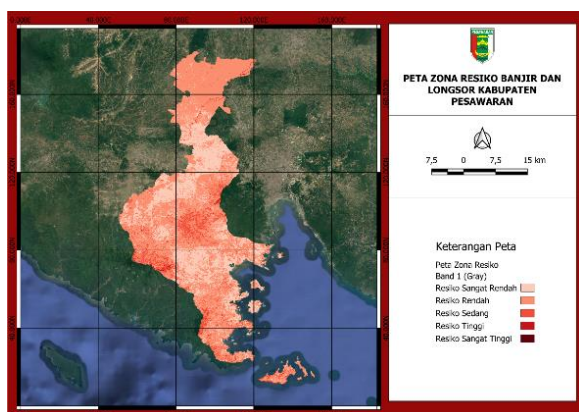 PETA ZONA RESIKO BANJIR DAN
LONGSOR KABUPATEN
PESAWARAN
7,5 0 7,5 15 km
Keterangan Peta
Peta Zona Resiko
Band 1 (Gray)
Resiko Sangat Rendah
Resiko Rendah
Resiko Sedang
Resiko Tinggi
Resiko Sangat Tinggi